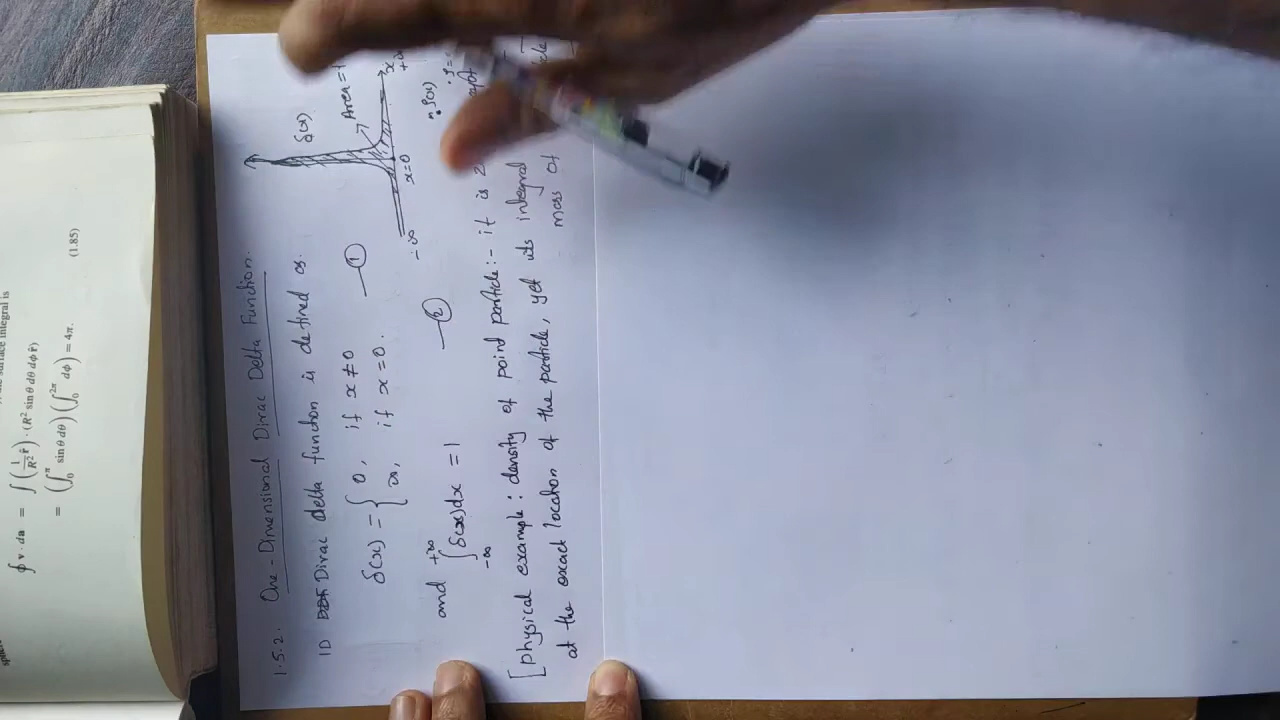 surface integral is
∮ v · da = ∫ (1/R² r̂) · (R² sin θ dθ dφ r̂)
= (∫₀^π sin θ dθ) (∫₀^2π dφ) = 4π. (1.85)
1.5.2. One-Dimensional Dirac Delta Function.
1D Dirac delta function is defined as.
δ(x) = { 0, if x ≠ 0
∞, if x = 0. —①
δ(x)
Area = 1
-∞ x=0 x +∞
and ∫_{-∞}^{+∞} δ(x)dx = 1 —②
[physical example : density of point particle:- it is
at the exact location of the particle, yet its integral
mass of